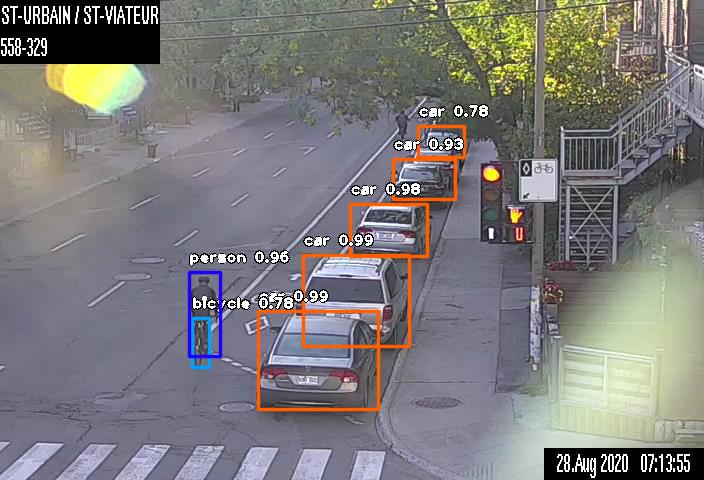 ST-URBAIN / ST-VIATEUR
558-329
car 0.78
car 0.93
car 0.98
car 0.99
person 0.96
bicycle 0.78
0.99
28.Aug 2020 07:13:55